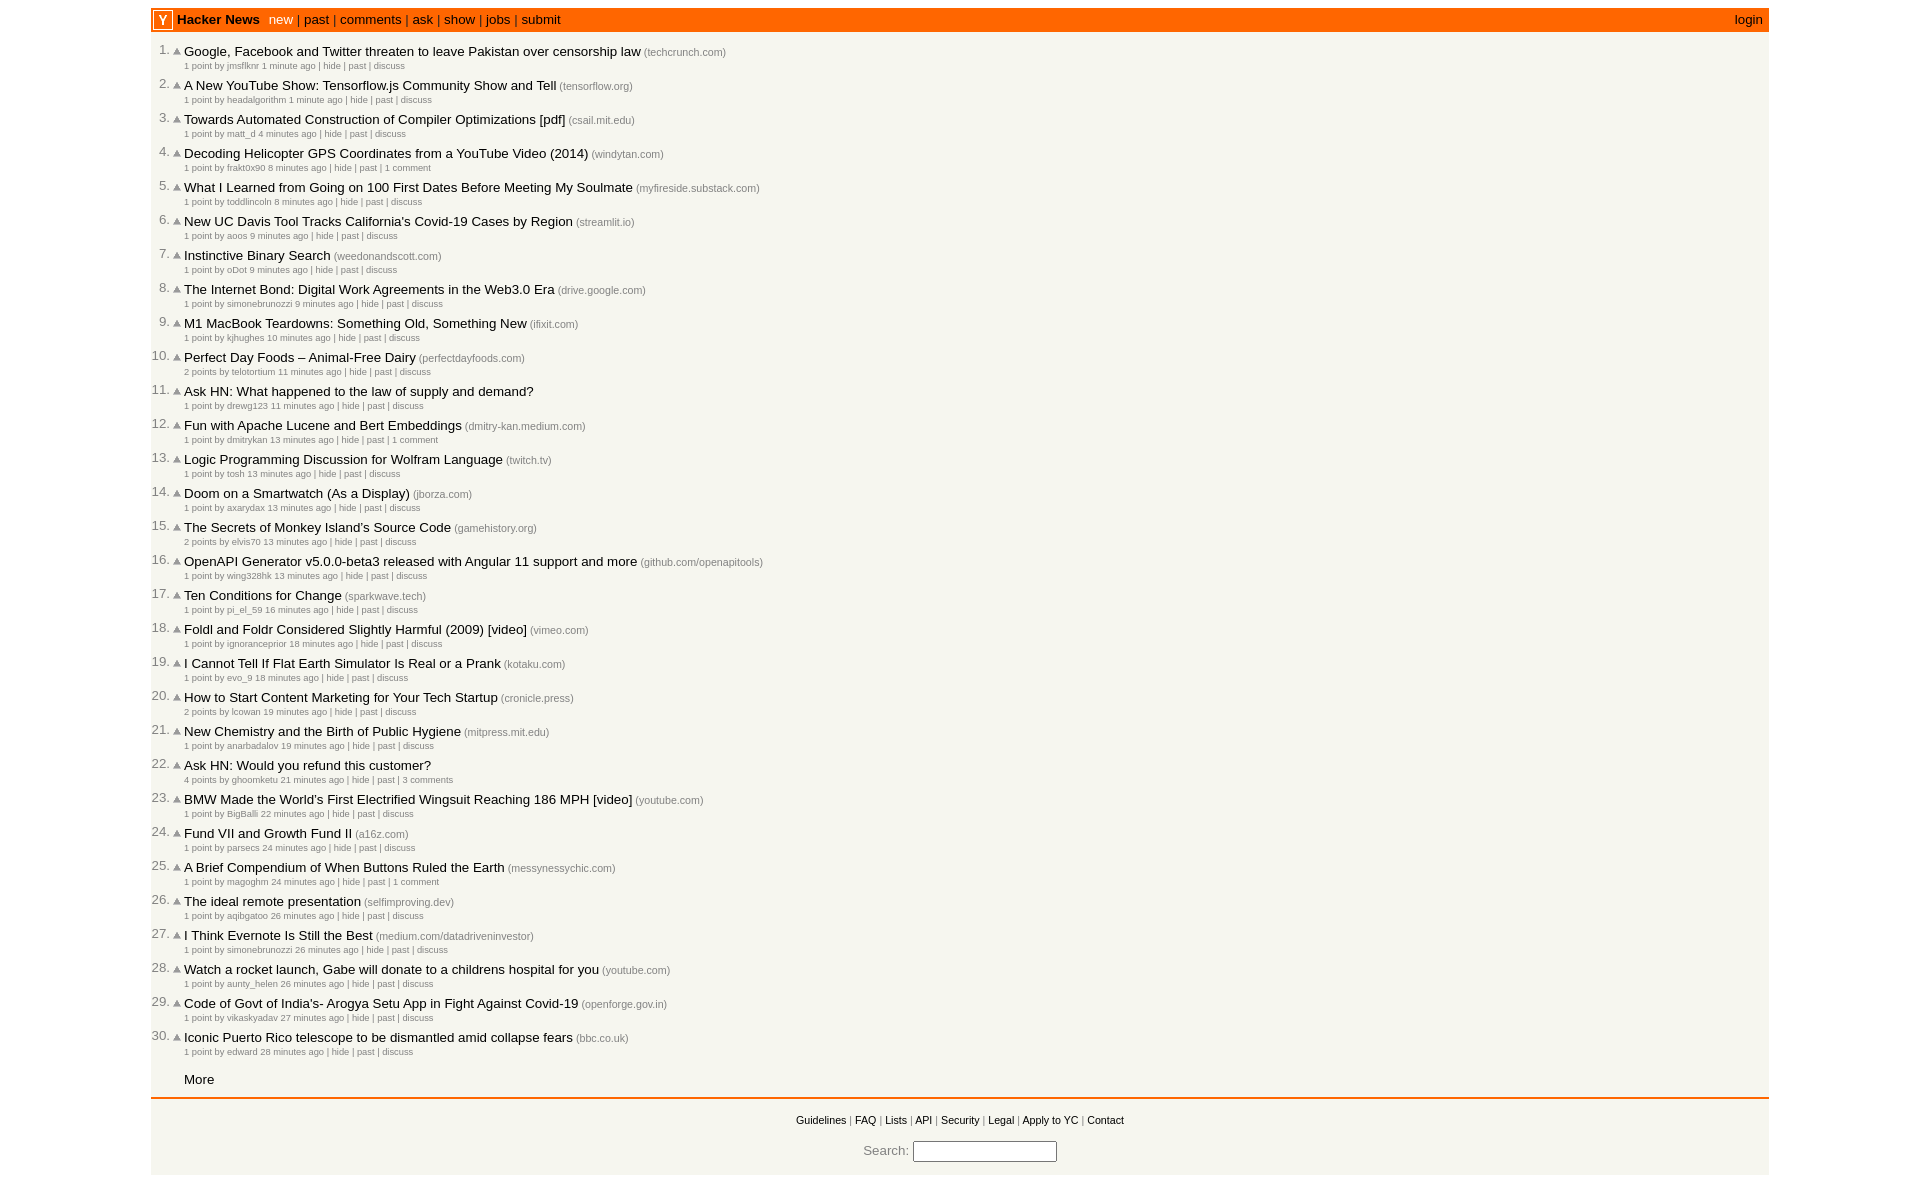 Y Hacker News new | past | comments | ask | show | jobs | submit login
1. Google, Facebook and Twitter threaten to leave Pakistan over censorship law (techcrunch.com)
1 point by jmsflknr 1 minute ago | hide | past | discuss
2. A New YouTube Show: Tensorflow.js Community Show and Tell (tensorflow.org)
1 point by headalgorithm 1 minute ago | hide | past | discuss
3. Towards Automated Construction of Compiler Optimizations [pdf] (csail.mit.edu)
1 point by matt_d 4 minutes ago | hide | past | discuss
4. Decoding Helicopter GPS Coordinates from a YouTube Video (2014) (windytan.com)
1 point by frakt0x90 8 minutes ago | hide | past | 1 comment
5. What I Learned from Going on 100 First Dates Before Meeting My Soulmate (myfireside.substack.com)
1 point by toddlincoln 8 minutes ago | hide | past | discuss
6. New UC Davis Tool Tracks California's Covid-19 Cases by Region (streamlit.io)
1 point by aoos 9 minutes ago | hide | past | discuss
7. Instinctive Binary Search (weedonandscott.com)
1 point by oDot 9 minutes ago | hide | past | discuss
8. The Internet Bond: Digital Work Agreements in the Web3.0 Era (drive.google.com)
1 point by simonebrunozzi 9 minutes ago | hide | past | discuss
9. M1 MacBook Teardowns: Something Old, Something New (ifixit.com)
1 point by kjhughes 10 minutes ago | hide | past | discuss
10. Perfect Day Foods – Animal-Free Dairy (perfectdayfoods.com)
2 points by telotortium 11 minutes ago | hide | past | discuss
11. Ask HN: What happened to the law of supply and demand?
1 point by drewg123 11 minutes ago | hide | past | discuss
12. Fun with Apache Lucene and Bert Embeddings (dmitry-kan.medium.com)
1 point by dmitrykan 13 minutes ago | hide | past | 1 comment
13. Logic Programming Discussion for Wolfram Language (twitch.tv)
1 point by tosh 13 minutes ago | hide | past | discuss
14. Doom on a Smartwatch (As a Display) (jborza.com)
1 point by axarydax 13 minutes ago | hide | past | discuss
15. The Secrets of Monkey Island's Source Code (gamehistory.org)
2 points by elvis70 13 minutes ago | hide | past | discuss
16. OpenAPI Generator v5.0.0-beta3 released with Angular 11 support and more (github.com/openapitools)
1 point by wing328hk 13 minutes ago | hide | past | discuss
17. Ten Conditions for Change (sparkwave.tech)
1 point by pi_el_59 16 minutes ago | hide | past | discuss
18. Foldl and Foldr Considered Slightly Harmful (2009) [video] (vimeo.com)
1 point by ignoranceprior 18 minutes ago | hide | past | discuss
19. I Cannot Tell If Flat Earth Simulator Is Real or a Prank (kotaku.com)
1 point by evo_9 18 minutes ago | hide | past | discuss
20. How to Start Content Marketing for Your Tech Startup (cronicle.press)
2 points by lcowan 19 minutes ago | hide | past | discuss
21. New Chemistry and the Birth of Public Hygiene (mitpress.mit.edu)
1 point by anarbadalov 19 minutes ago | hide | past | discuss
22. Ask HN: Would you refund this customer?
4 points by ghoomketu 21 minutes ago | hide | past | 3 comments
23. BMW Made the World's First Electrified Wingsuit Reaching 186 MPH [video] (youtube.com)
1 point by BigBalli 22 minutes ago | hide | past | discuss
24. Fund VII and Growth Fund II (a16z.com)
1 point by parsecs 24 minutes ago | hide | past | discuss
25. A Brief Compendium of When Buttons Ruled the Earth (messynessychic.com)
1 point by magoghm 24 minutes ago | hide | past | 1 comment
26. The ideal remote presentation (selfimproving.dev)
1 point by aqibgatoo 26 minutes ago | hide | past | discuss
27. I Think Evernote Is Still the Best (medium.com/datadriveninvestor)
1 point by simonebrunozzi 26 minutes ago | hide | past | discuss
28. Watch a rocket launch, Gabe will donate to a childrens hospital for you (youtube.com)
1 point by aunty_helen 26 minutes ago | hide | past | discuss
29. Code of Govt of India's- Arogya Setu App in Fight Against Covid-19 (openforge.gov.in)
1 point by vikaskyadav 27 minutes ago | hide | past | discuss
30. Iconic Puerto Rico telescope to be dismantled amid collapse fears (bbc.co.uk)
1 point by edward 28 minutes ago | hide | past | discuss
More
Guidelines | FAQ | Lists | API | Security | Legal | Apply to YC | Contact
Search: